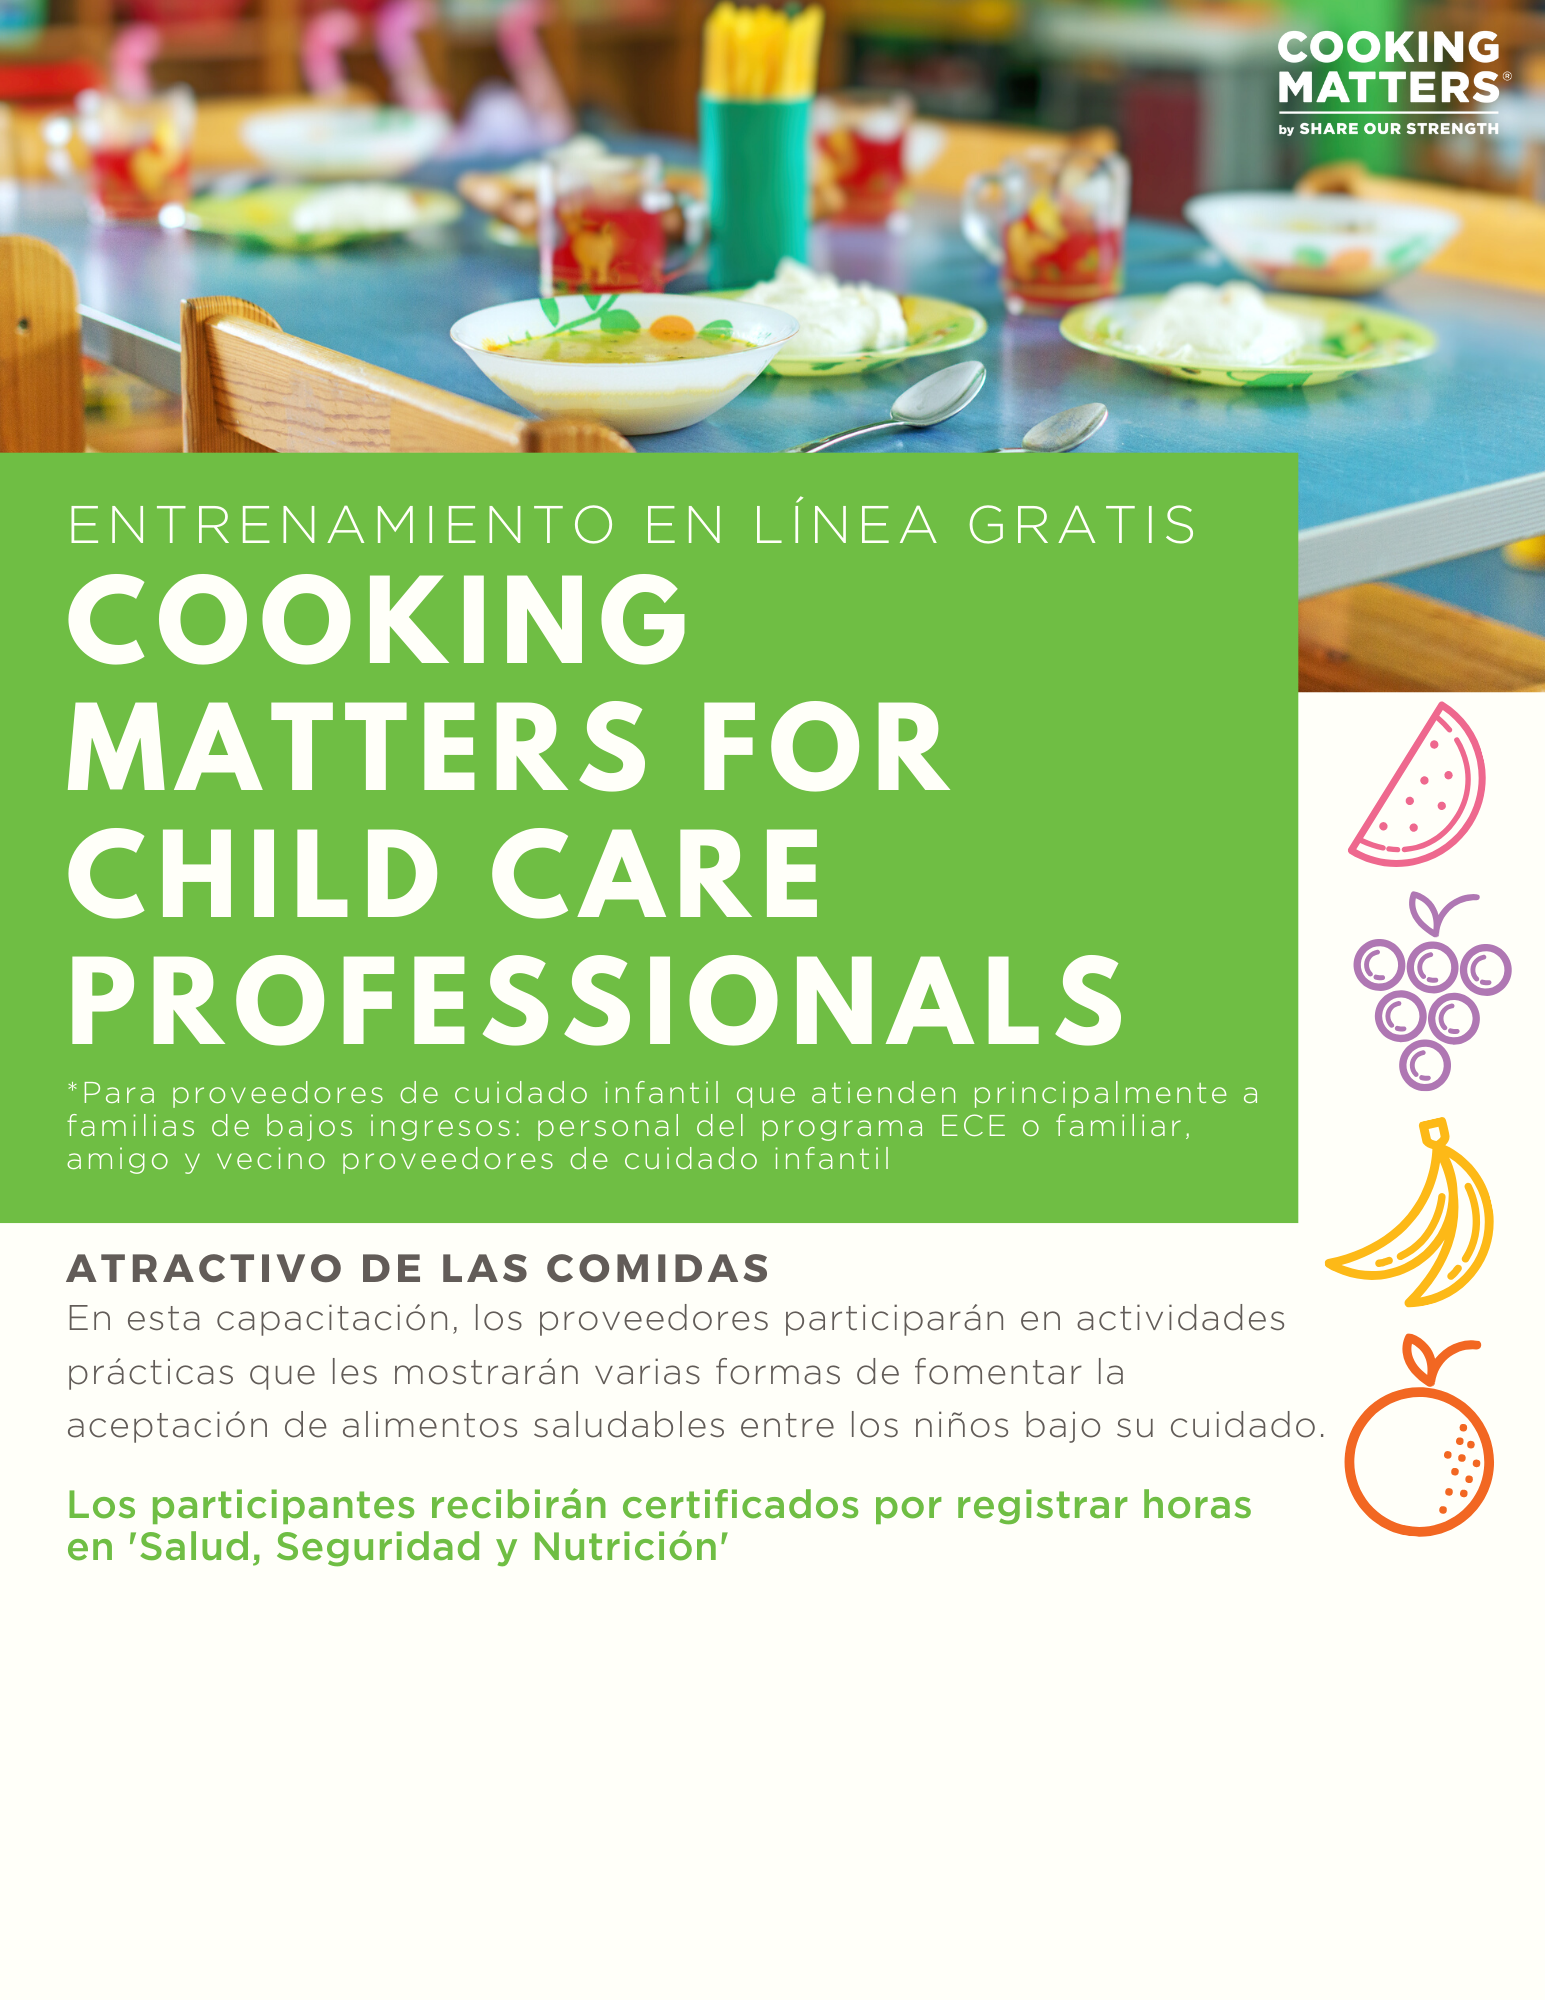 COOKING
MATTERS®
by SHARE OUR STRENGTH
ENTRENAMIENTO EN LÍNEA GRATIS
COOKING
MATTERS FOR
CHILD CARE
PROFESSIONALS
*Para proveedores de cuidado infantil que atienden principalmente a
familias de bajos ingresos: personal del programa ECE o familiar,
amigo y vecino proveedores de cuidado infantil
ATRACTIVO DE LAS COMIDAS
En esta capacitación, los proveedores participarán en actividades
prácticas que les mostrarán varias formas de fomentar la
aceptación de alimentos saludables entre los niños bajo su cuidado.
Los participantes recibirán certificados por registrar horas
en 'Salud, Seguridad y Nutrición'